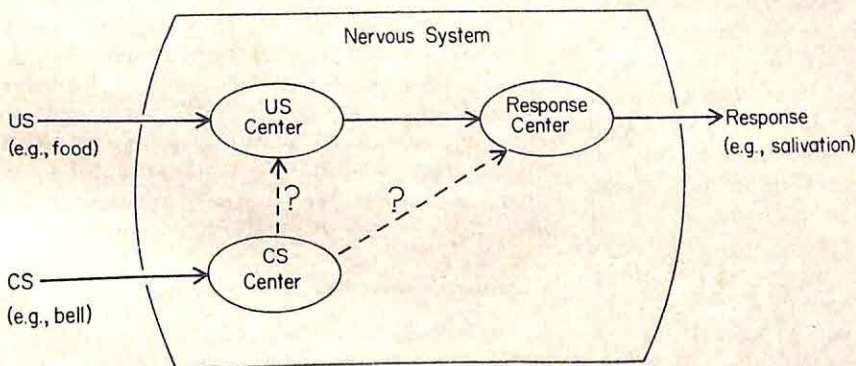 Nervous System
US
(e.g., food)
US
Center
Response
Center
Response
(e.g., salivation)
?
?
CS
(e.g., bell)
CS
Center